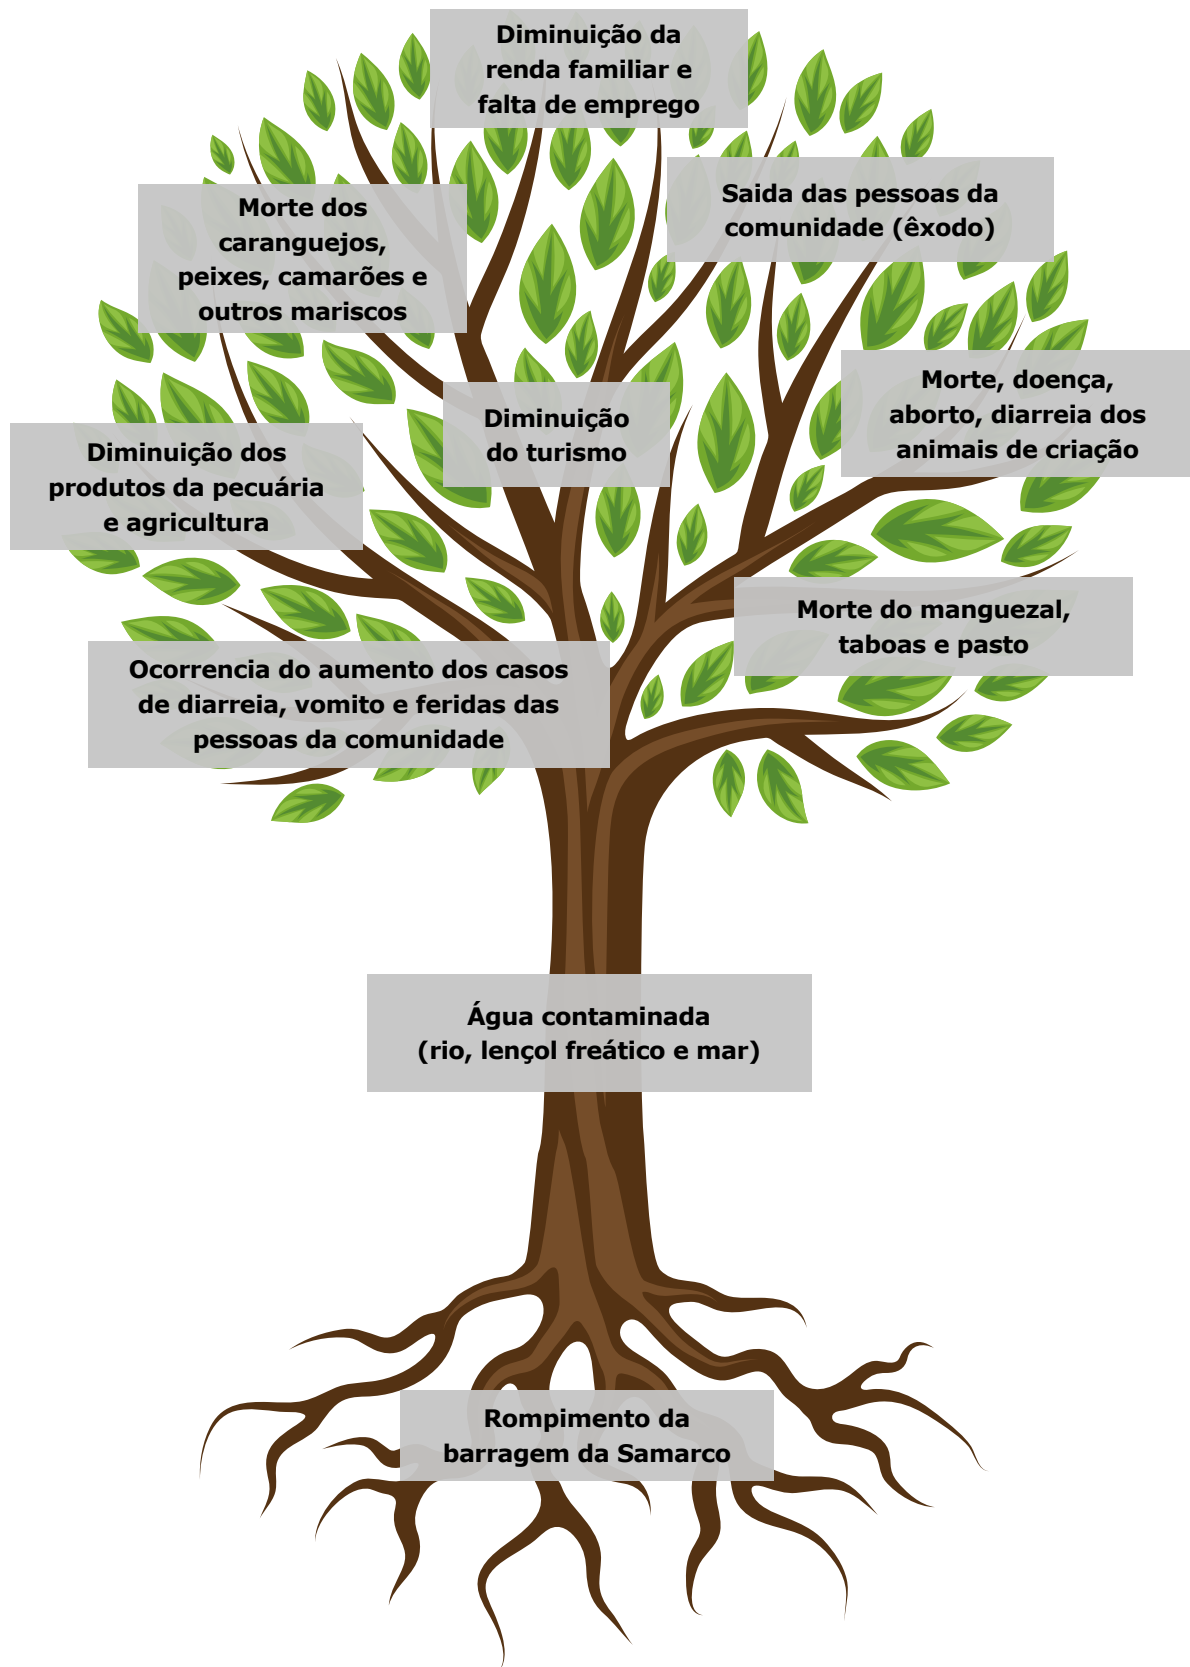 Diminuição da
renda familiar e
falta de emprego
Saida das pessoas da
comunidade (êxodo)
Morte dos
caranguejos,
peixes, camarões e
outros mariscos
Morte, doença,
aborto, diarreia dos
animais de criação
Diminuição
do turismo
Diminuição dos
produtos da pecuária
e agricultura
Morte do manguezal,
taboas e pasto
Ocorrencia do aumento dos casos
de diarreia, vomito e feridas das
pessoas da comunidade
Água contaminada
(rio, lençol freático e mar)
Rompimento da
barragem da Samarco